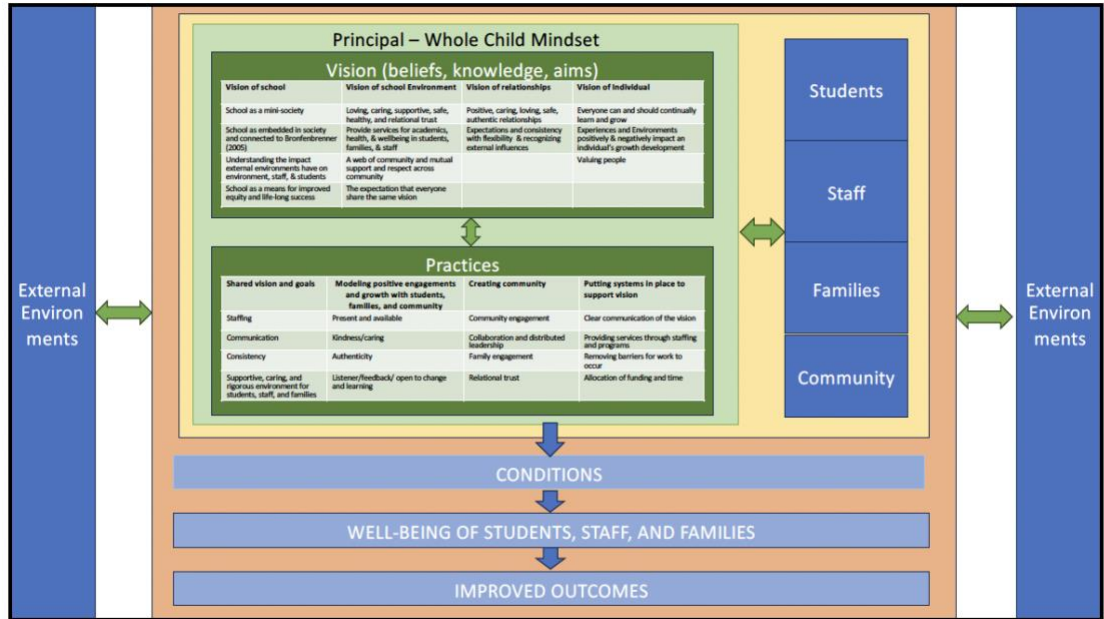 Principal – Whole Child Mindset
Vision (beliefs, knowledge, aims)
Vision of school
Vision of school Environment
Vision of relationships
Vision of Individual
School as a mini-society
Loving, caring, supportive, safe,
healthy, and relational trust
Positive, caring, loving, safe,
authentic relationships
Everyone can and should continually
learn and grow
School as embedded in society
and connected to Bronfenbrenner
(2005)
Provide services for academics,
health, & wellbeing in students,
families, & staff
Expectations and consistency
with flexibility & recognizing
external influences
Experiences and Environments
positively & negatively impact an
individual's growth development
Understanding the impact
external environments have on
environment, staff, & students
A web of community and mutual
support and respect across
community
Valuing people
School as a means for improved
equity and life-long success
The expectation that everyone
share the same vision
Practices
Shared vision and goals
Modeling positive engagements
and growth with students,
families, and community
Creating community
Putting systems in place to
support vision
Staffing
Present and available
Community engagement
Clear communication of the vision
Communication
Kindness/caring
Collaboration and distributed
leadership
Providing services through staffing
and programs
Consistency
Authenticity
Family engagement
Removing barriers for work to
occur
Supportive, caring, and
rigorous environment for
students, staff, and families
Listener/feedback/ open to change
and learning
Relational trust
Allocation of funding and time
Students
Staff
Families
Community
External
Environ
ments
External
Environ
ments
CONDITIONS
WELL-BEING OF STUDENTS, STAFF, AND FAMILIES
IMPROVED OUTCOMES